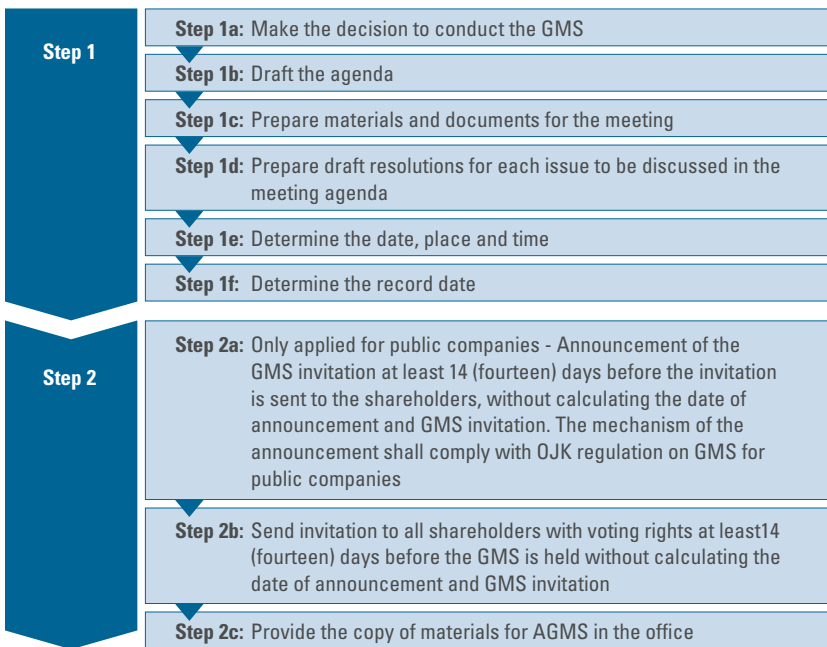 Step 1
Step 1a: Make the decision to conduct the GMS
Step 1b: Draft the agenda
Step 1c: Prepare materials and documents for the meeting
Step 1d: Prepare draft resolutions for each issue to be discussed in the
meeting agenda
Step 1e: Determine the date, place and time
Step 1f: Determine the record date
Step 2
Step 2a: Only applied for public companies - Announcement of the
GMS invitation at least 14 (fourteen) days before the invitation
is sent to the shareholders, without calculating the date of
announcement and GMS invitation. The mechanism of the
announcement shall comply with OJK regulation on GMS for
public companies
Step 2b: Send invitation to all shareholders with voting rights at least14
(fourteen) days before the GMS is held without calculating the
date of announcement and GMS invitation
Step 2c: Provide the copy of materials for AGMS in the office